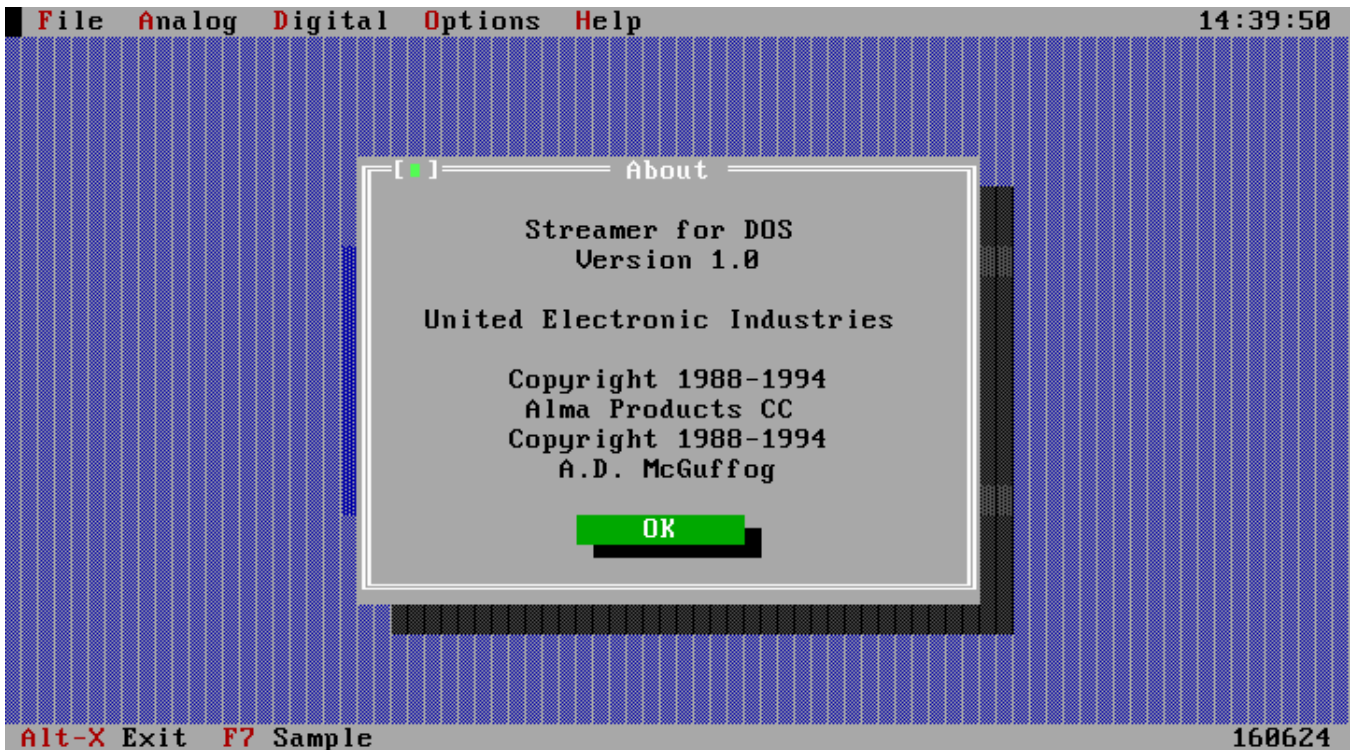 File Analog Digital Options Help 14:39:50
About
Streamer for DOS
Version 1.0
United Electronic Industries
Copyright 1988-1994
Alma Products CC
Copyright 1988-1994
A.D. McGuffog
OK
Alt-X Exit F7 Sample 160624